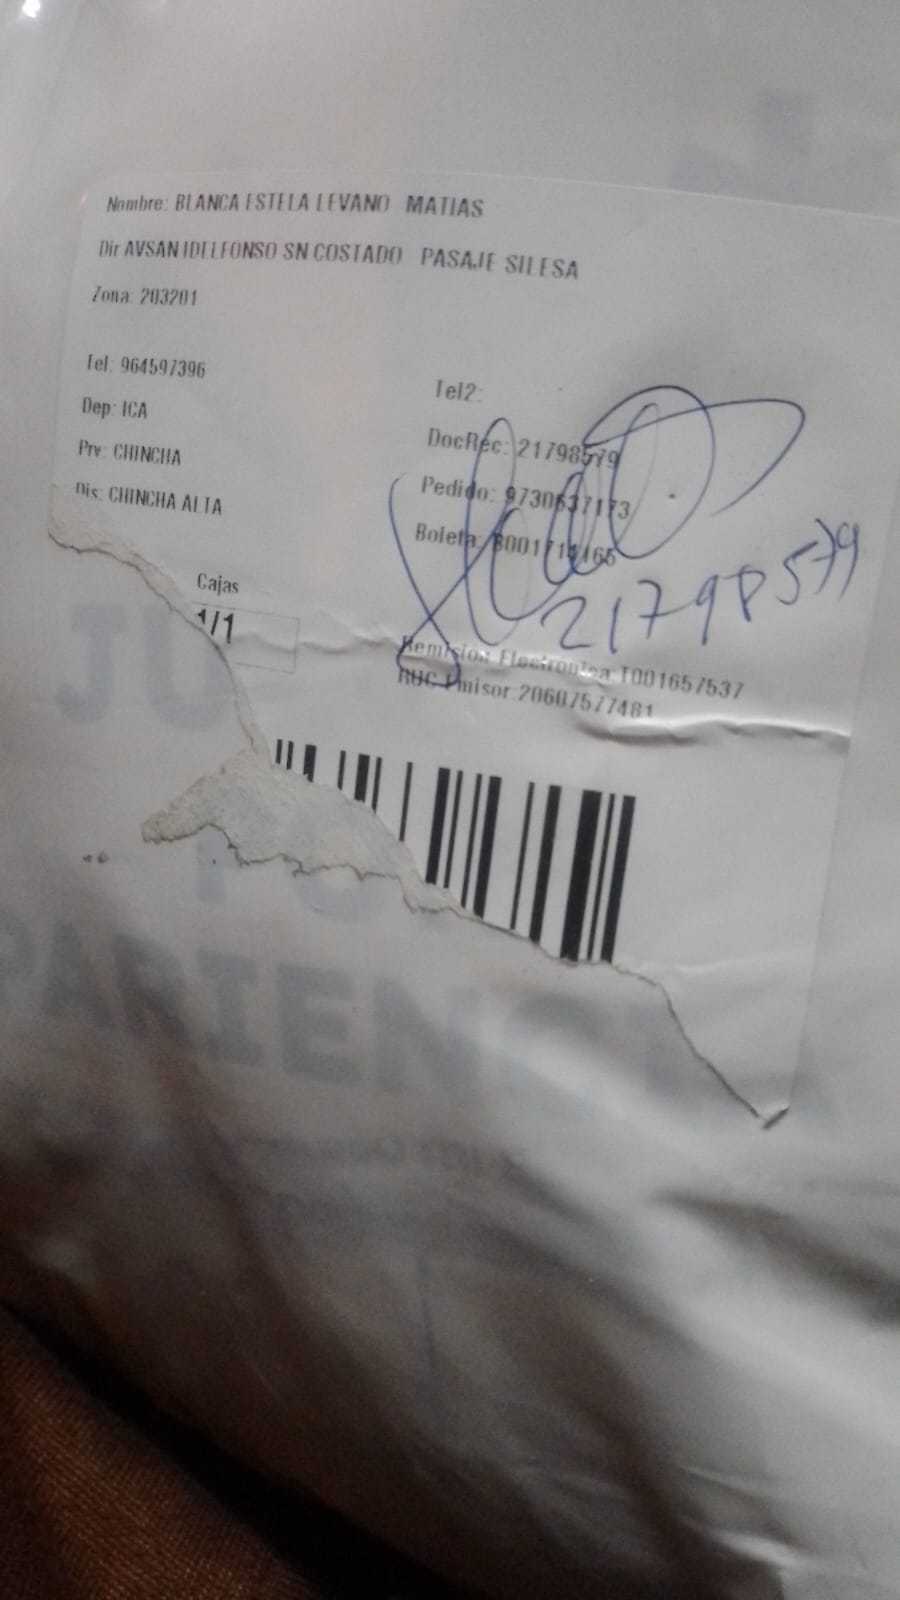 Nombre: BLANCA ESTELA LEVANO MATIAS
Dir AVSAN IDELFONSO SN COSTADO PASAJE SILESA
Zona: 203201
Tel: 964597396
Tel2:
Dep: ICA
DocRec: 21798579
Prv: CHINCHA
Pedido: 9730637173
Dis: CHINCHA ALTA
Boleta: 8001714165
21798579
Cajas
1/1
Remision Electronica:T001657537
RUC Emisor:20607577481